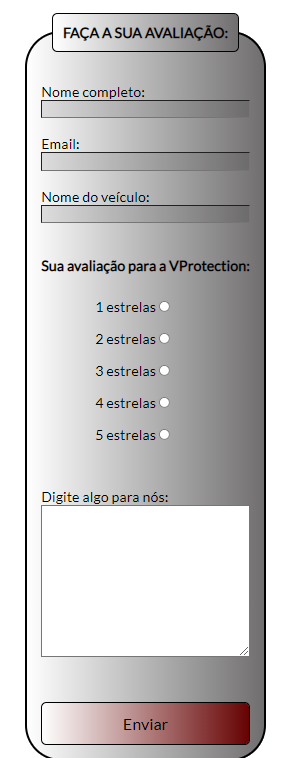 FAÇA A SUA AVALIAÇÃO:
Nome completo:
Email:
Nome do veículo:
Sua avaliação para a VProtection:
1 estrelas
2 estrelas
3 estrelas
4 estrelas
5 estrelas
Digite algo para nós:
Enviar